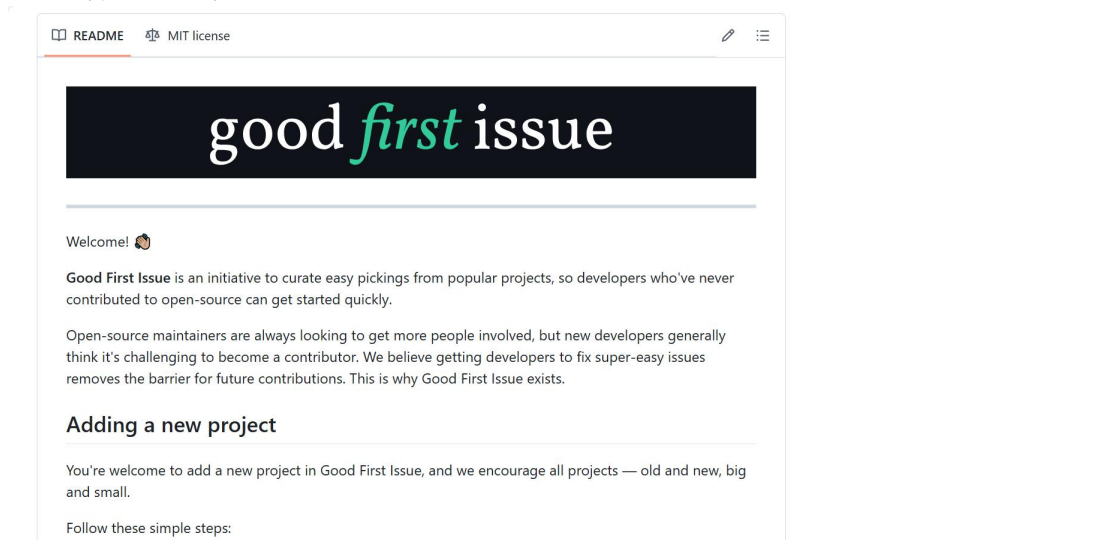 README
MIT license
good first issue
Welcome!
Good First Issue is an initiative to curate easy pickings from popular projects, so developers who've never
contributed to open-source can get started quickly.
Open-source maintainers are always looking to get more people involved, but new developers generally
think it's challenging to become a contributor. We believe getting developers to fix super-easy issues
removes the barrier for future contributions. This is why Good First Issue exists.
Adding a new project
You're welcome to add a new project in Good First Issue, and we encourage all projects — old and new, big
and small.
Follow these simple steps: